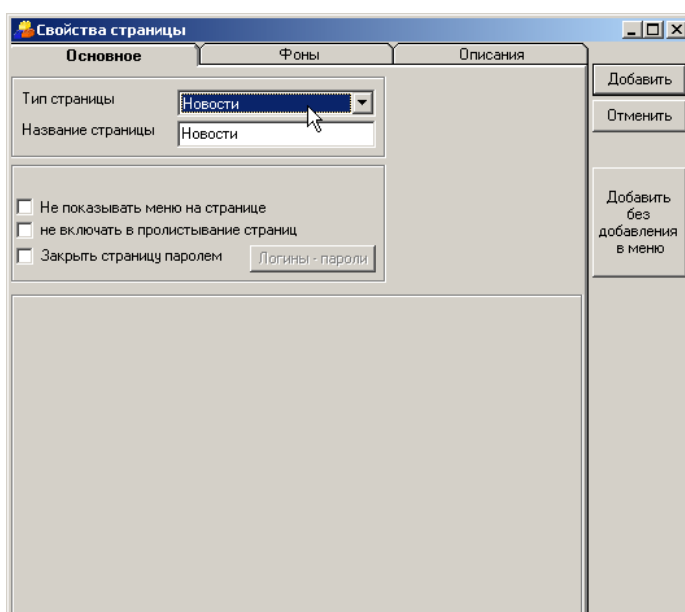 Свойства страницы
Основное
Фоны
Описания
Тип страницы
Новости
Название страницы
Новости
Не показывать меню на странице
не включать в пролистывание страниц
Закрыть страницу паролем
Логины - пароли
Добавить
Отменить
Добавить
без
добавления
в меню